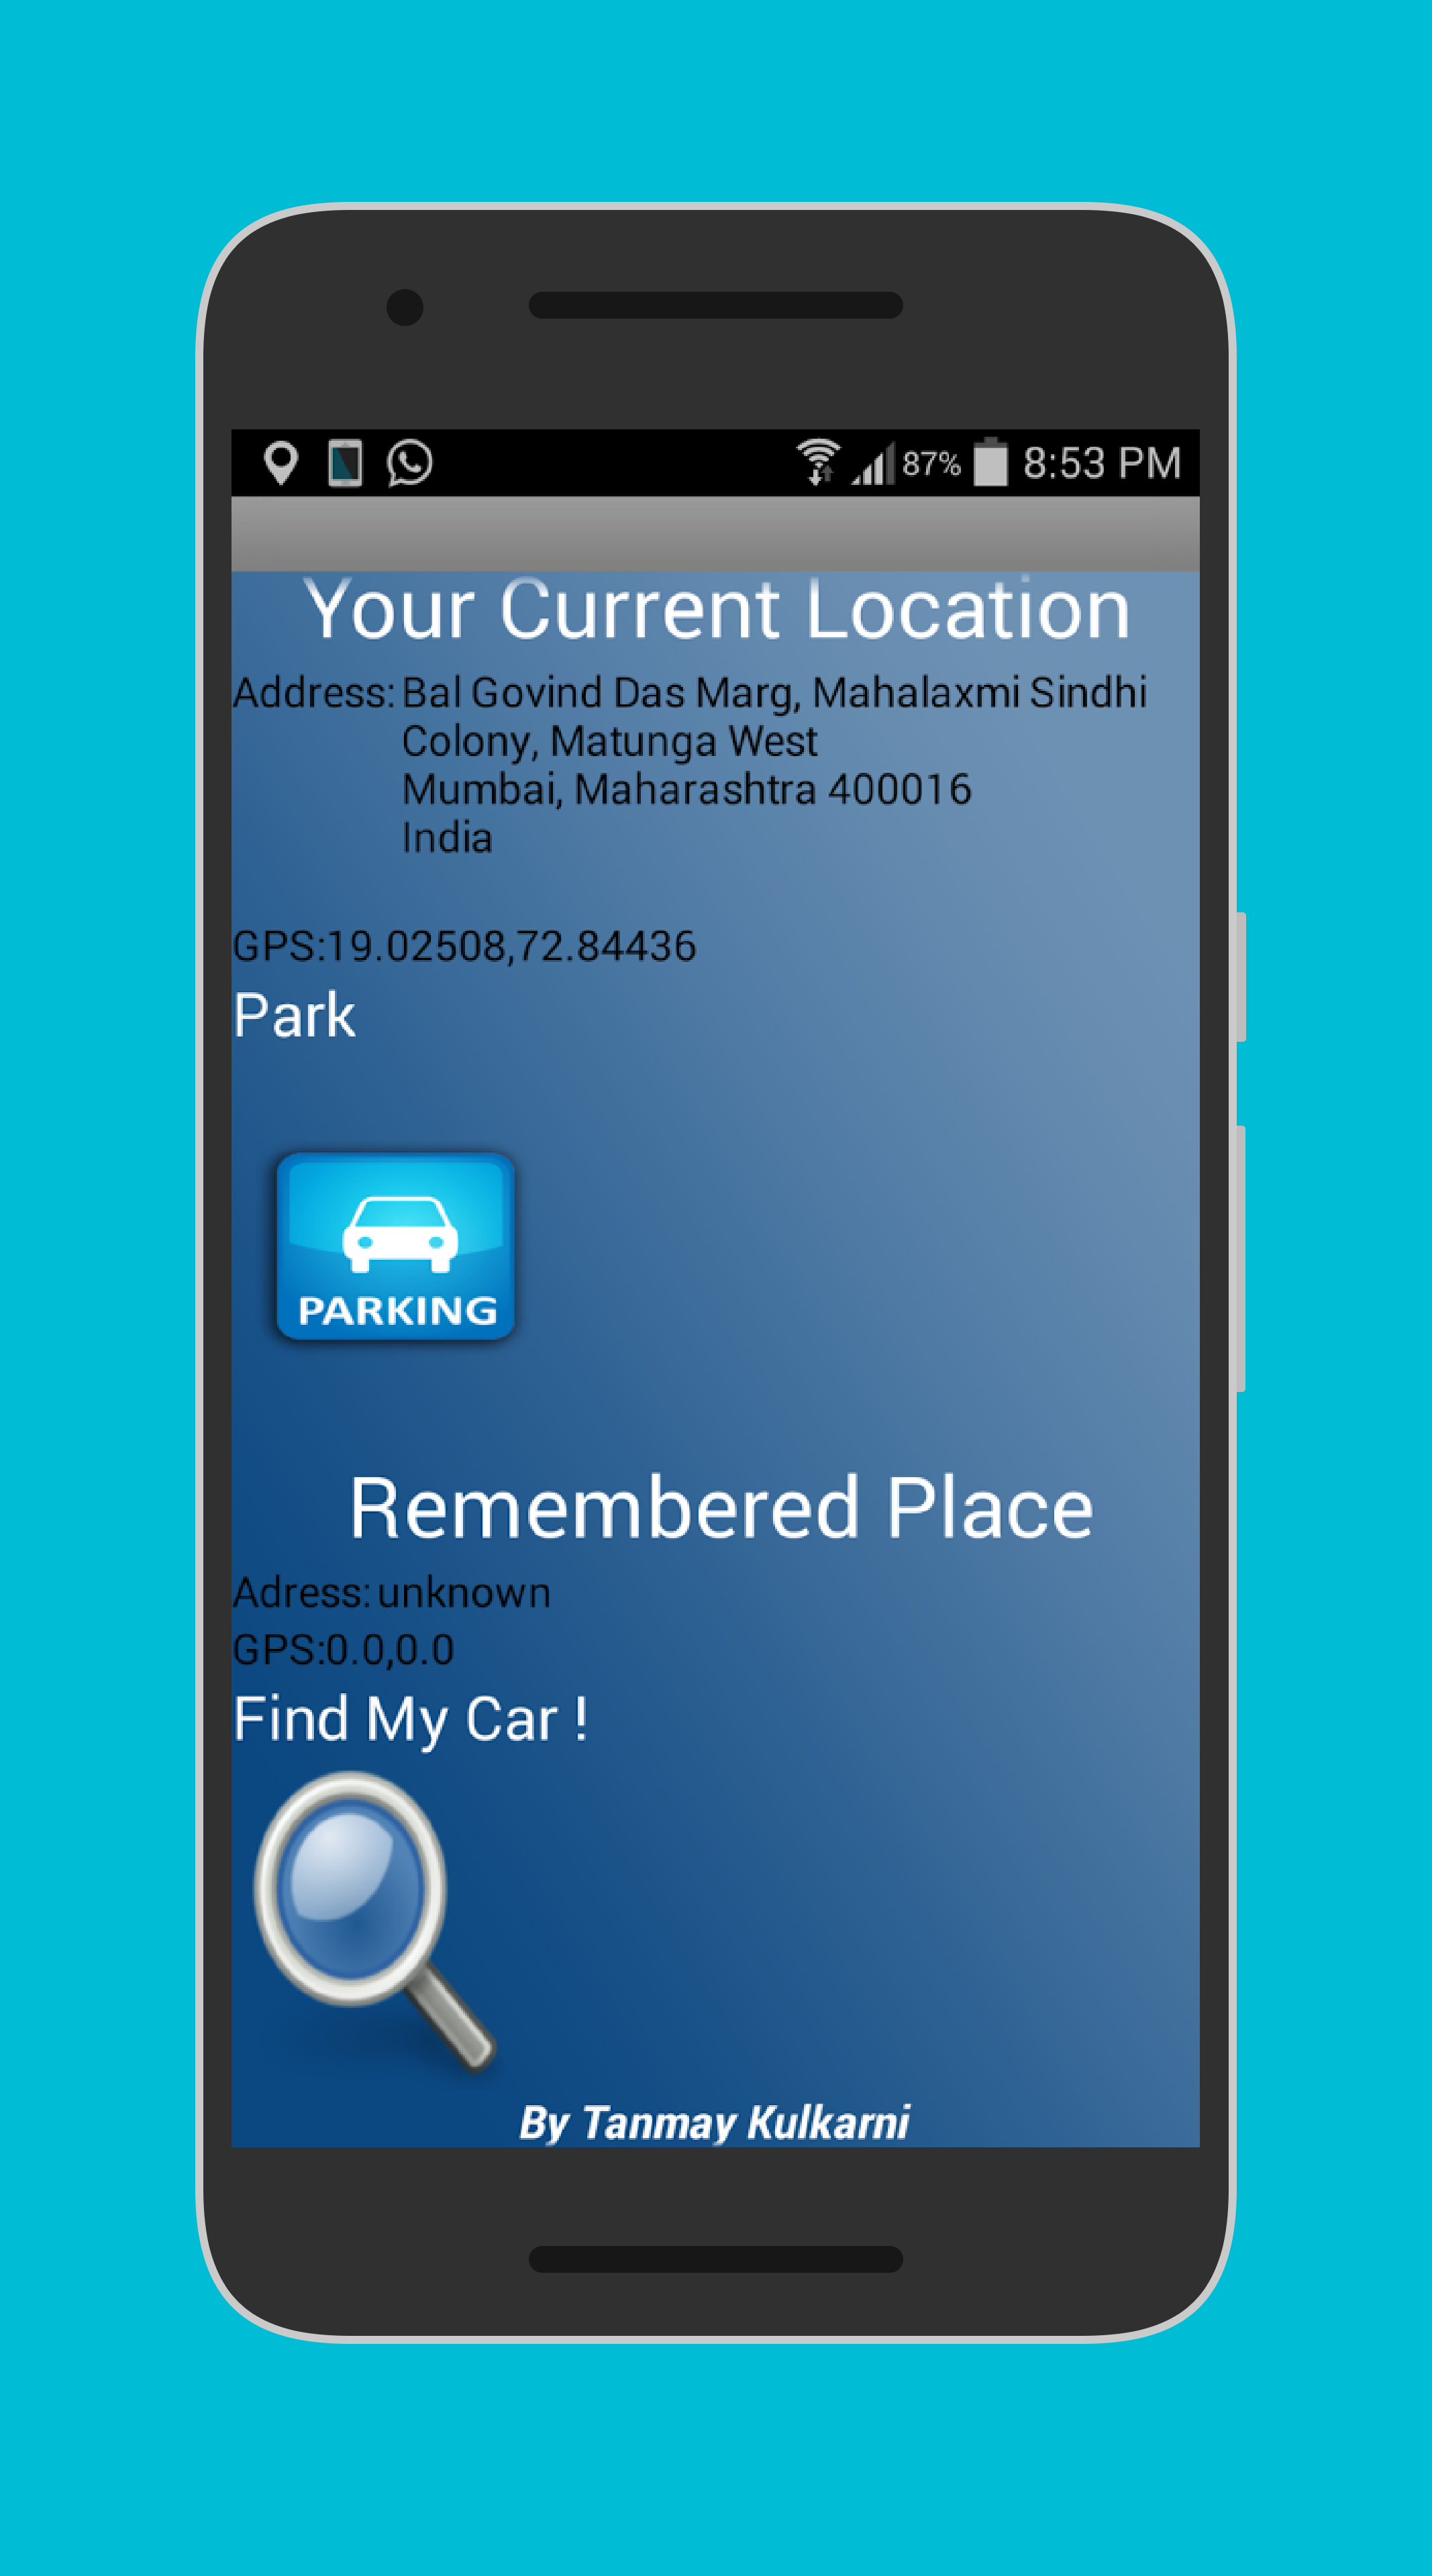 87% 8:53 PM
Your Current Location
Address: Bal Govind Das Marg, Mahalaxmi Sindhi
Colony, Matunga West
Mumbai, Maharashtra 400016
India
GPS:19.02508,72.84436
Park
PARKING
Remembered Place
Adress: unknown
GPS:0.0,0.0
Find My Car !
By Tanmay Kulkarni